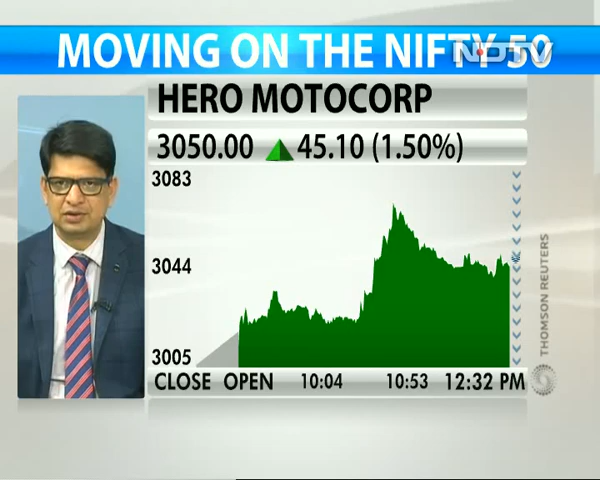 MOVING ON THE NIFTY 50
NDTV
HERO MOTOCORP
3050.00 ▲ 45.10 (1.50%)
3083
3044
3005
CLOSE OPEN 10:04 10:53 12:32 PM
THOMSON REUTERS